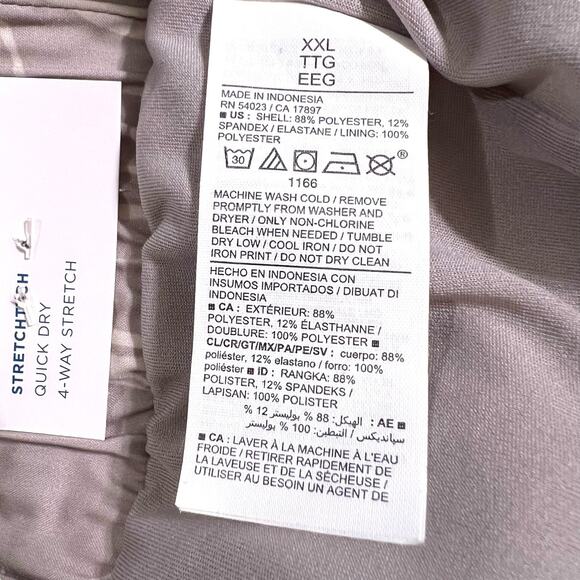 XXL
TTG
EEG
MADE IN INDONESIA
RN 54023 / CA 17897
US : SHELL: 88% POLYESTER, 12%
SPANDEX / ELASTANE / LINING: 100%
POLYESTER
30
®
1166
MACHINE WASH COLD / REMOVE
PROMPTLY FROM WASHER AND
DRYER / ONLY NON-CHLORINE
BLEACH WHEN NEEDED / TUMBLE
DRY LOW / COOL IRON / DO NOT
IRON PRINT / DO NOT DRY CLEAN
HECHO EN INDONESIA CON
INSUMOS IMPORTADOS / DIBUAT DI
INDONESIA
CA : EXTÉRIEUR: 88%
POLYESTER, 12% ÉLASTHANNE /
DOUBLURE: 100% POLYESTER
CL/CR/GT/MX/PA/PE/SV : cuerpo: 88%
poliéster, 12% elastano / forro: 100%
poliéster ID : RANGKA: 88%
POLISTER, 12% SPANDEKS /
LAPISAN: 100% POLISTER
AE : الهيكل: 88 % بوليستر 12 %
سپانديكس / التبطين: 100 % بوليستر
CA : LAVER À LA MACHINE À L'EAU
FROIDE / RETIRER RAPIDEMENT DE
LA LAVEUSE ET DE LA SÉCHEUSE /
UTILISER AU BESOIN UN AGENT DE
QUICK DRY
4-WAY STRETCH